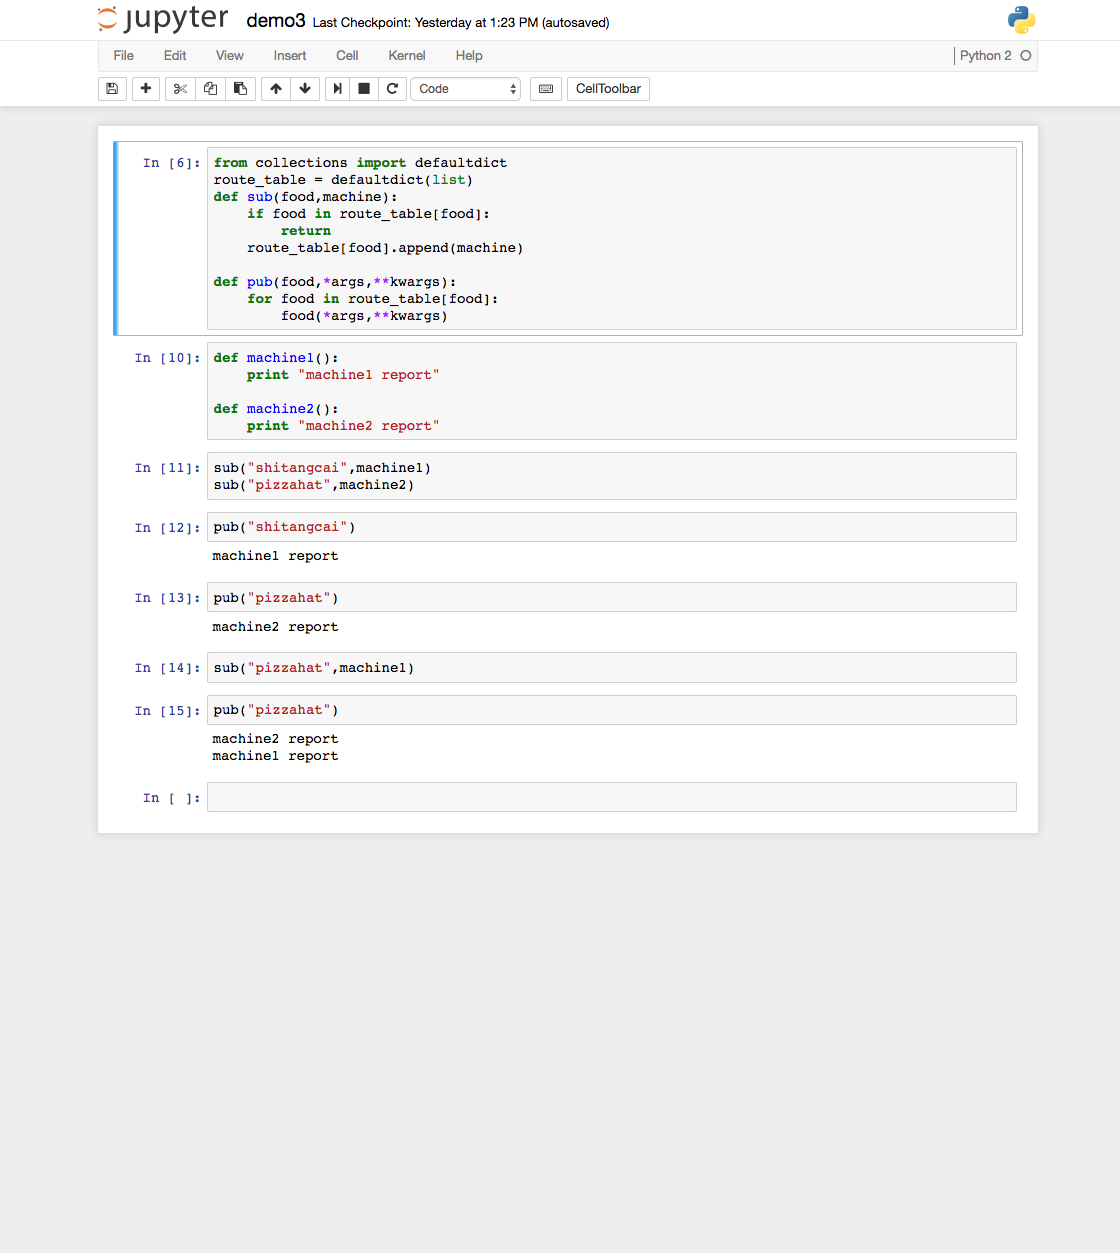 jupyter demo3 Last Checkpoint: Yesterday at 1:23 PM (autosaved)
File Edit View Insert Cell Kernel Help Python 2
Code CellToolbar
In [6]: from collections import defaultdict
route_table = defaultdict(list)
def sub(food,machine):
    if food in route_table[food]:
        return
    route_table[food].append(machine)
def pub(food,*args,**kwargs):
    for food in route_table[food]:
        food(*args,**kwargs)
In [10]: def machine1():
    print "machine1 report"
def machine2():
    print "machine2 report"
In [11]: sub("shitangcai",machine1)
sub("pizzahat",machine2)
In [12]: pub("shitangcai")
machine1 report
In [13]: pub("pizzahat")
machine2 report
In [14]: sub("pizzahat",machine1)
In [15]: pub("pizzahat")
machine2 report
machine1 report
In [ ]: